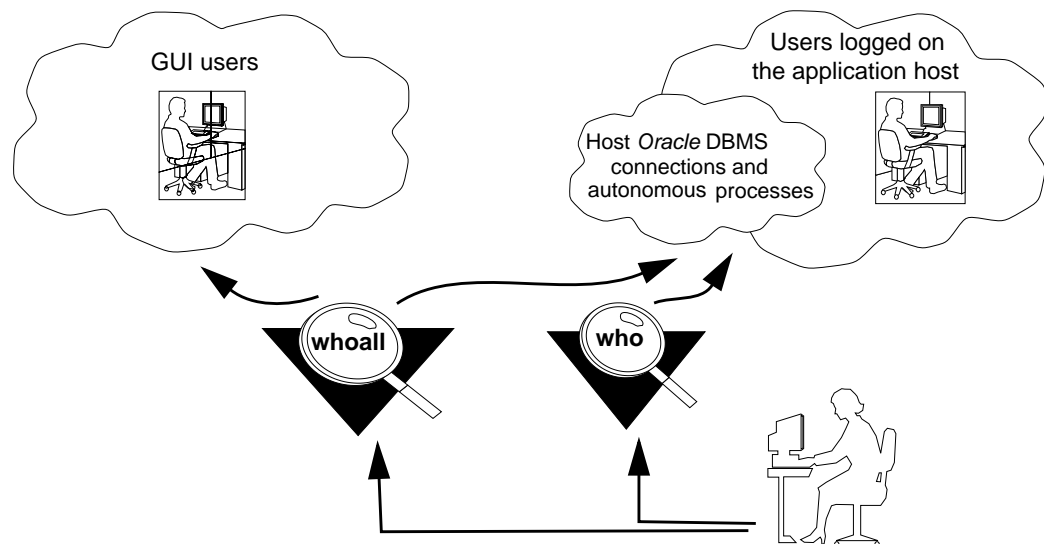 GUI users
Users logged on
the application host
Host Oracle DBMS
connections and
autonomous processes
whoall
who